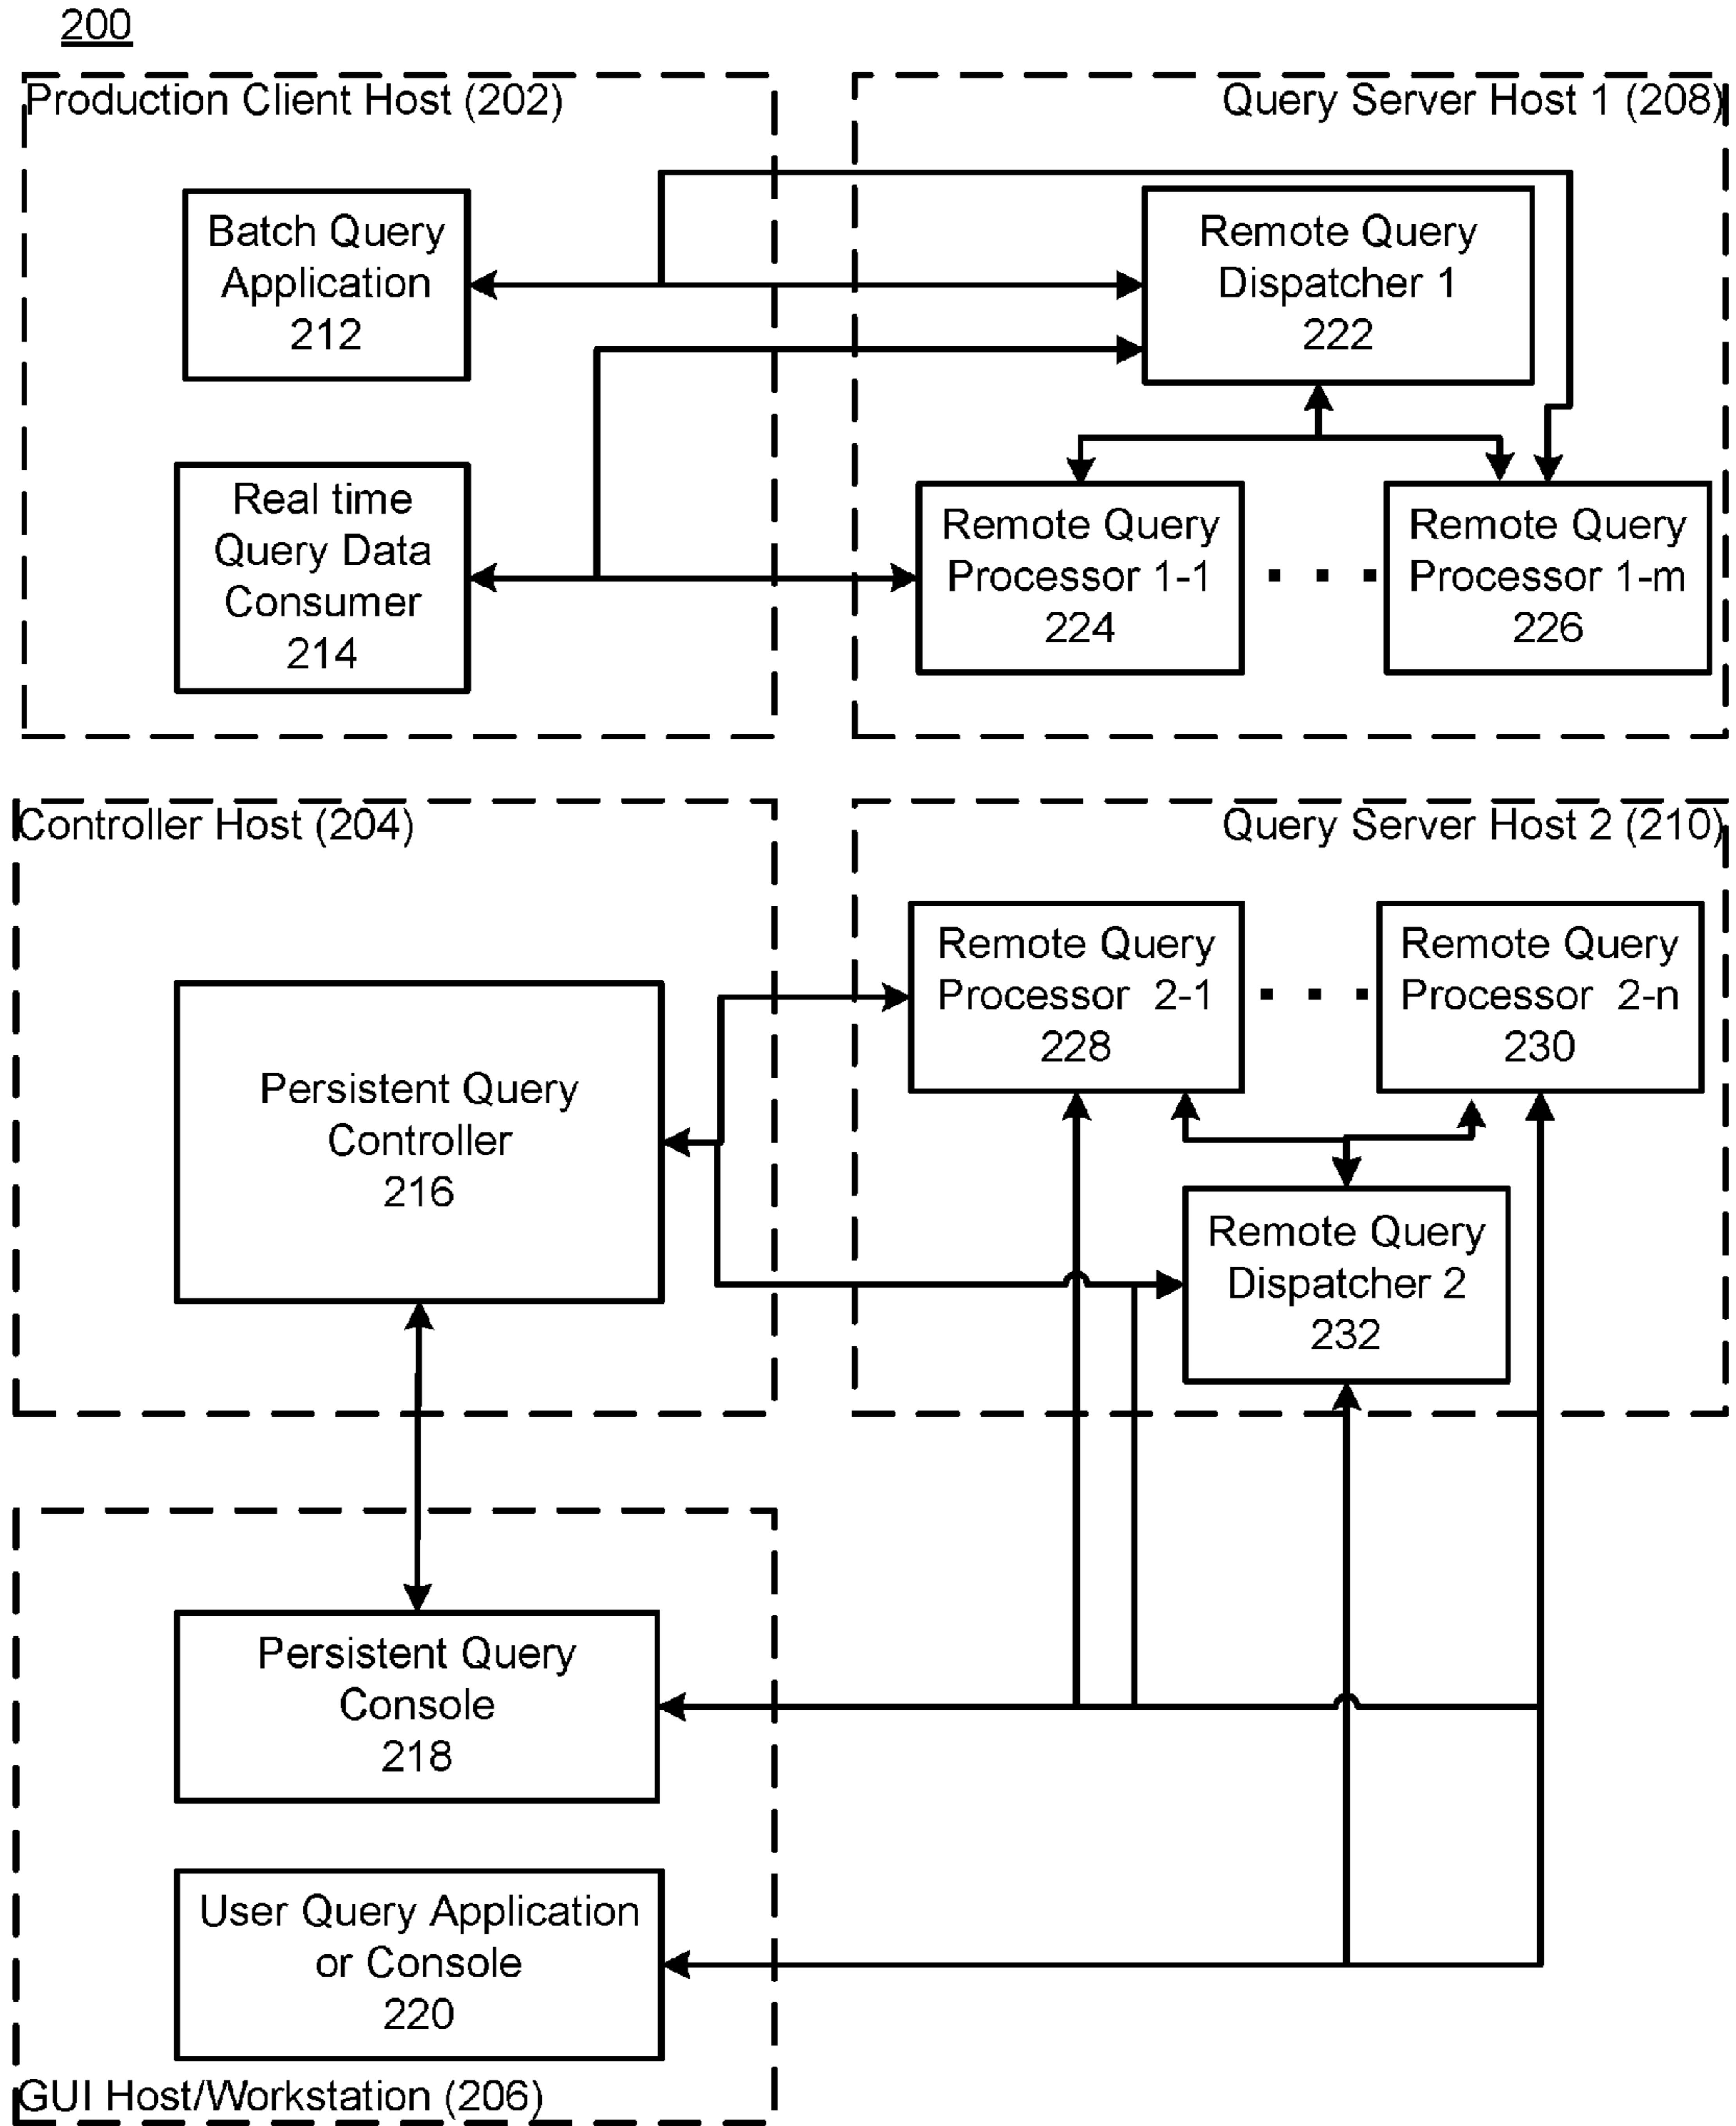 200
Production Client Host (202)
Query Server Host 1 (208)
Batch Query
Application
212
Remote Query
Dispatcher 1
222
Real time
Query Data
Consumer
214
Remote Query
Processor 1-1
224
Remote Query
Processor 1-m
226
Controller Host (204)
Query Server Host 2 (210)
Remote Query
Processor 2-1
228
Remote Query
Processor 2-n
230
Persistent Query
Controller
216
Remote Query
Dispatcher 2
232
Persistent Query
Console
218
User Query Application
or Console
220
GUI Host/Workstation (206)